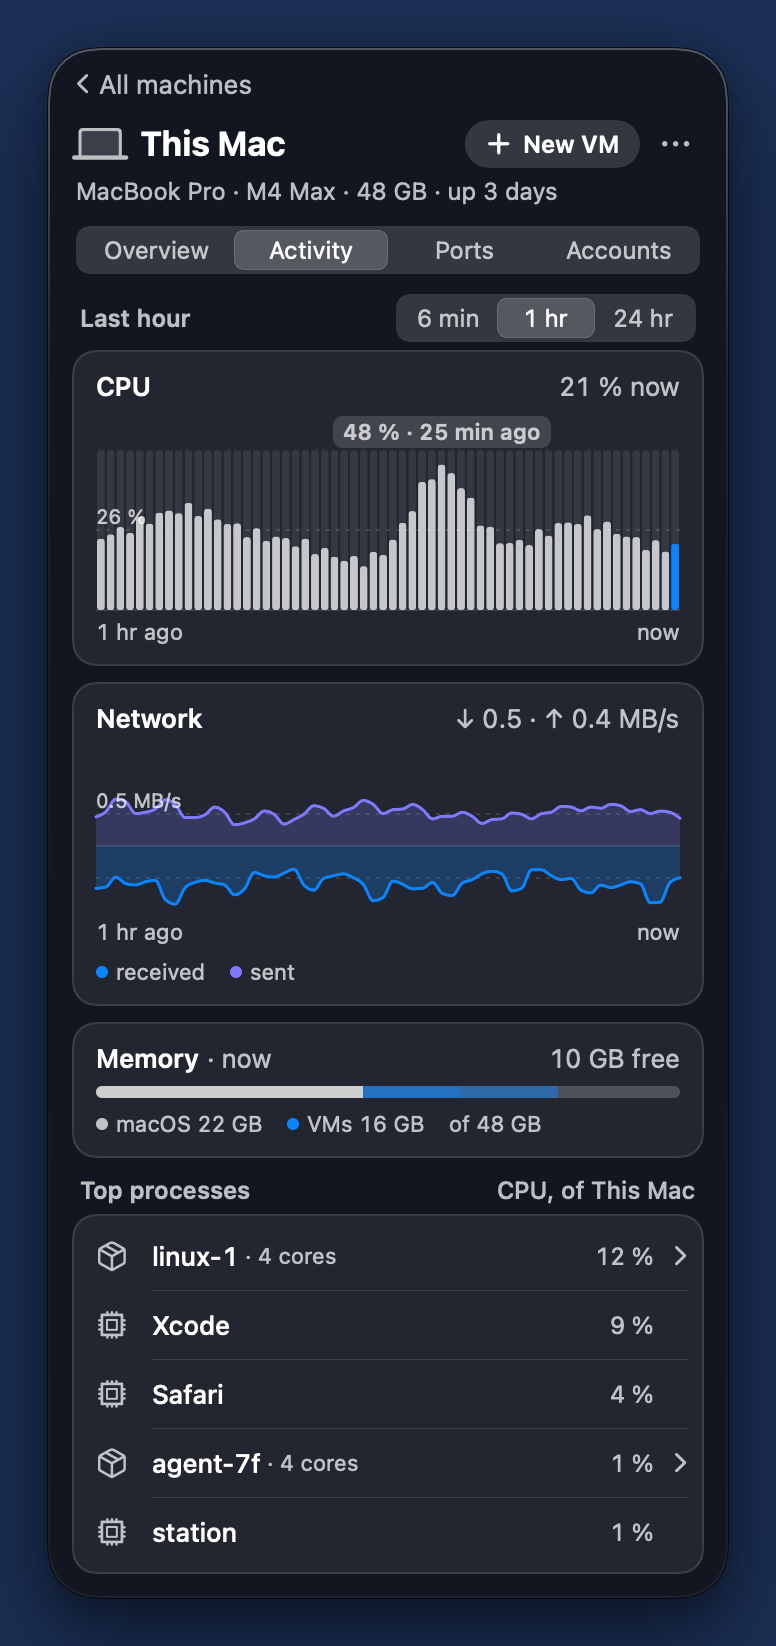 All machines
This Mac
+ New VM
MacBook Pro · M4 Max · 48 GB · up 3 days
Overview Activity Ports Accounts
Last hour 6 min 1 hr 24 hr
CPU 21 % now
48 % · 25 min ago
26 %
1 hr ago now
Network ↓ 0.5 · ↑ 0.4 MB/s
0.5 MB/s
1 hr ago now
received sent
Memory · now 10 GB free
macOS 22 GB VMs 16 GB of 48 GB
Top processes CPU, of This Mac
linux-1 · 4 cores 12 %
Xcode 9 %
Safari 4 %
agent-7f · 4 cores 1 %
station 1 %